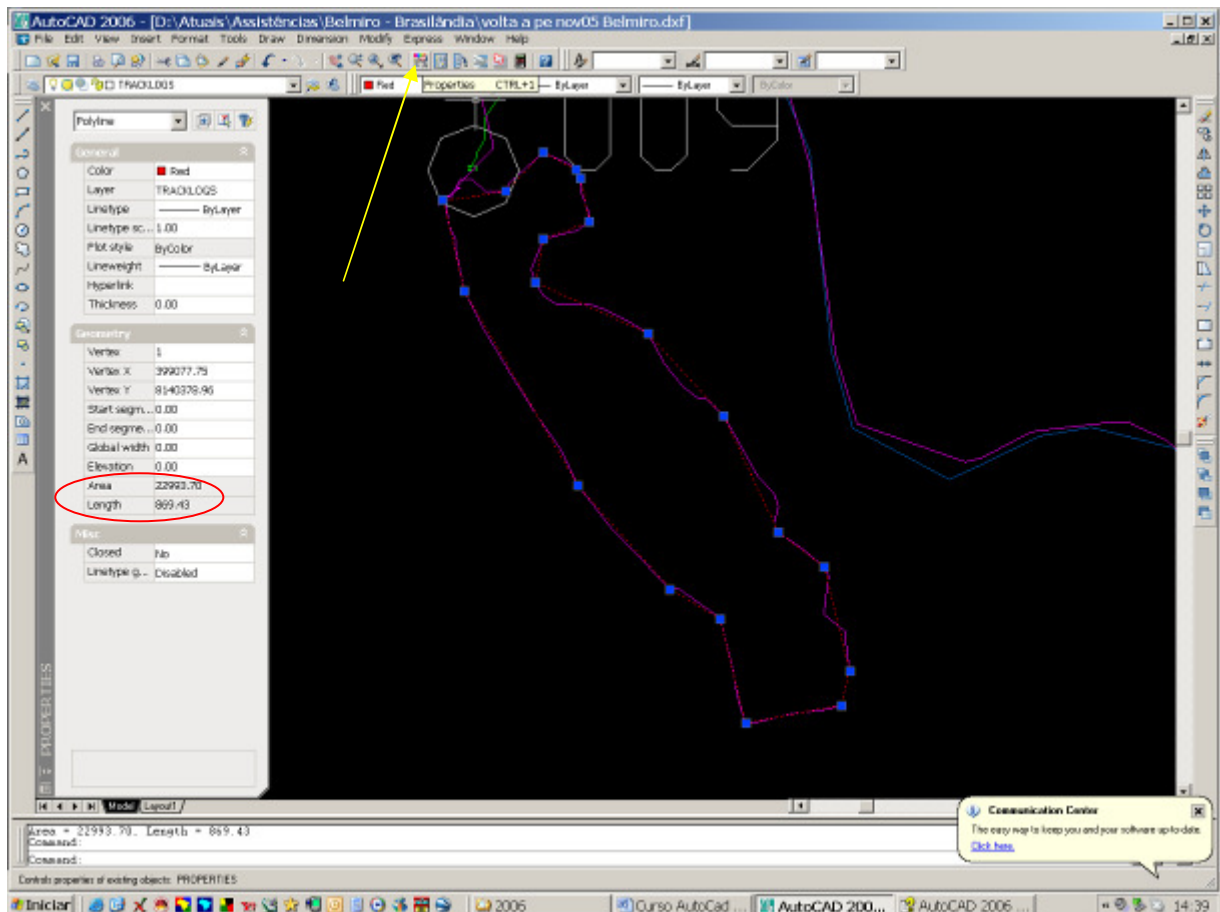 AutoCAD 2006 - [D:\Atuais\Assistências\Belmiro - Brasilândia\volta a pe nov05 Belmiro.dxf]
File Edit View Insert Format Tools Draw Dimension Modify Express Window Help
TRACKLOGS Red Properties CTRL+1 ByLayer ByLayer ByColor
Polyline
General
Color Red
Layer TRACKLOGS
Linetype ByLayer
Linetype sc... 1.00
Plot style ByColor
Lineweight ByLayer
Hyperlink
Thickness 0.00
Geometry
Vertex 1
Vertex X 399077.75
Vertex Y 8140378.96
Start segm... 0.00
End segme... 0.00
Global width 0.00
Elevation 0.00
Area 22993.70
Length 869.43
Misc
Closed No
Linetype g... Disabled
PROPERTIES
Model Layout1
Area = 22993.70, Length = 869.43
Command:
Command:
Communication Center
The easy way to keep you and your software up-to-date.
Click here.
Controls properties of existing objects: PROPERTIES
Iniciar 2006 Curso AutoCad ... AutoCAD 200... AutoCAD 2006 ... 14:39